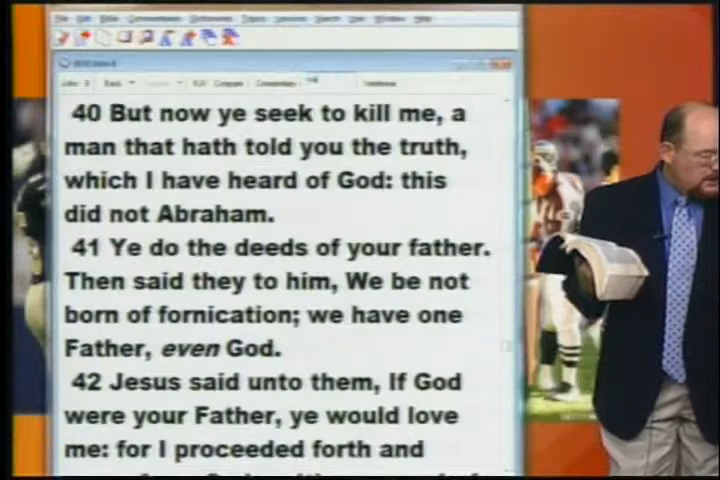 40 But now ye seek to kill me, a
man that hath told you the truth,
which I have heard of God: this
did not Abraham.
41 Ye do the deeds of your father.
Then said they to him, We be not
born of fornication; we have one
Father, even God.
42 Jesus said unto them, If God
were your Father, ye would love
me: for I proceeded forth and